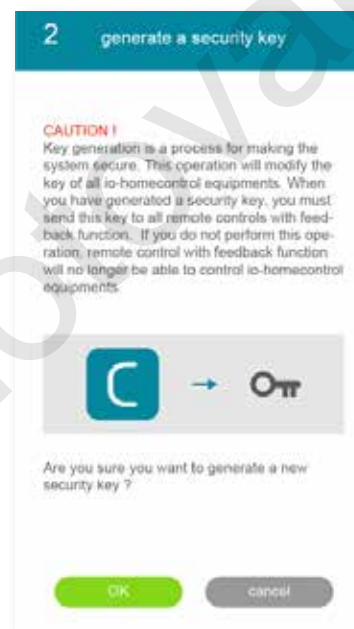 2 generate a security key
CAUTION !
Key generation is a process for making the
system secure. This operation will modify the
key of all io-homecontrol equipments. When
you have generated a security key, you must
send this key to all remote controls with feed-
back function. If you do not perform this ope-
ration, remote control with feedback function
will no longer be able to control io-homecontrol
equipments
C
Are you sure you want to generate a new
security key ?
OK cancel